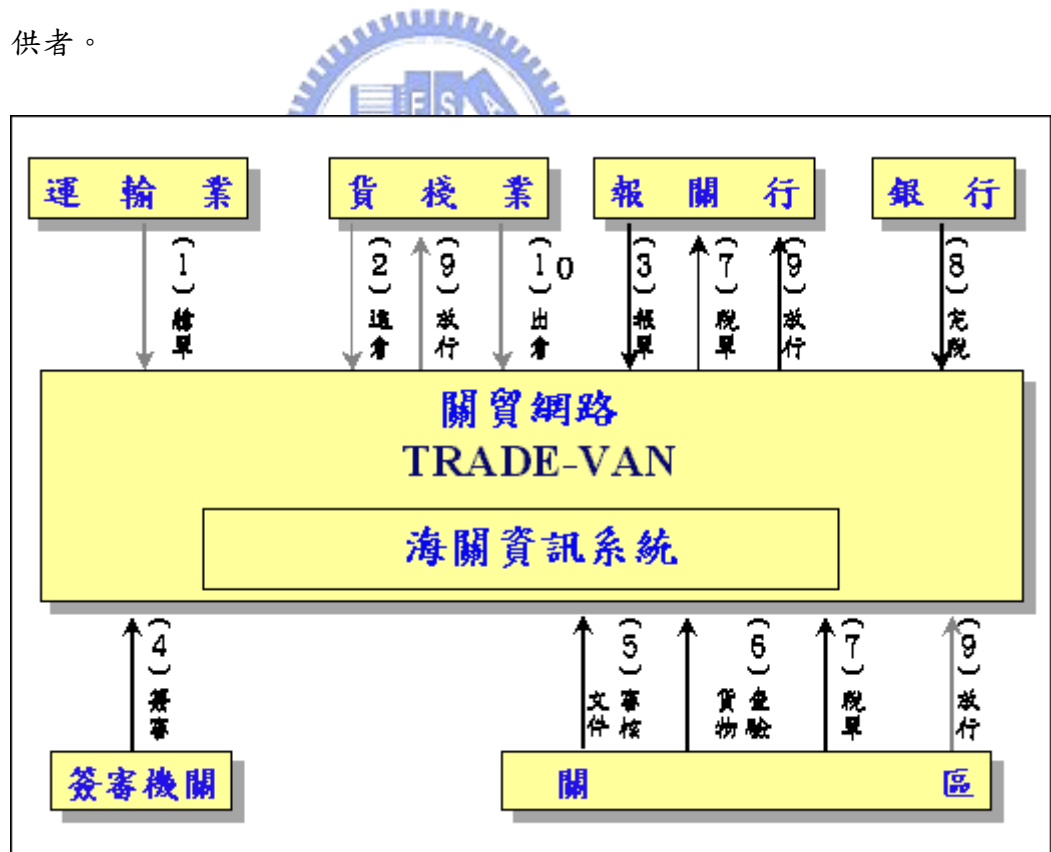 供者。
ESA
運輸業
貨棧業
報關行
銀行
(1)艙單
(2)進倉
(9)放行
(10)出倉
(3)報單
(7)稅單
(9)放行
(8)完稅
關貿網路
TRADE-VAN
海關資訊系統
(4)簽審
(5)審核文件
(6)查驗貨物
(7)稅單
(9)放行
簽審機關
關區